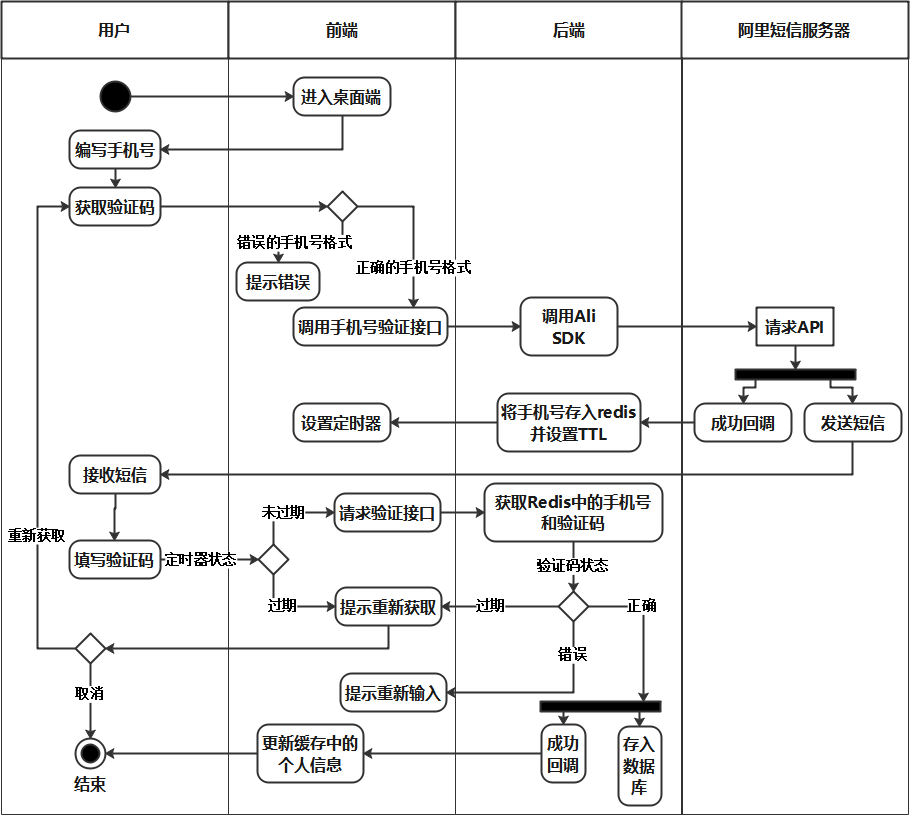 用户
前端
后端
阿里短信服务器
进入桌面端
编写手机号
获取验证码
错误的手机号格式
正确的手机号格式
提示错误
调用手机号验证接口
调用Ali
SDK
请求API
设置定时器
将手机号存入redis
并设置TTL
成功回调
发送短信
接收短信
未过期
请求验证接口
获取Redis中的手机号
和验证码
重新获取
填写验证码
定时器状态
验证码状态
过期
提示重新获取
过期
正确
错误
取消
提示重新输入
更新缓存中的
个人信息
成功
回调
存入
数据
库
结束